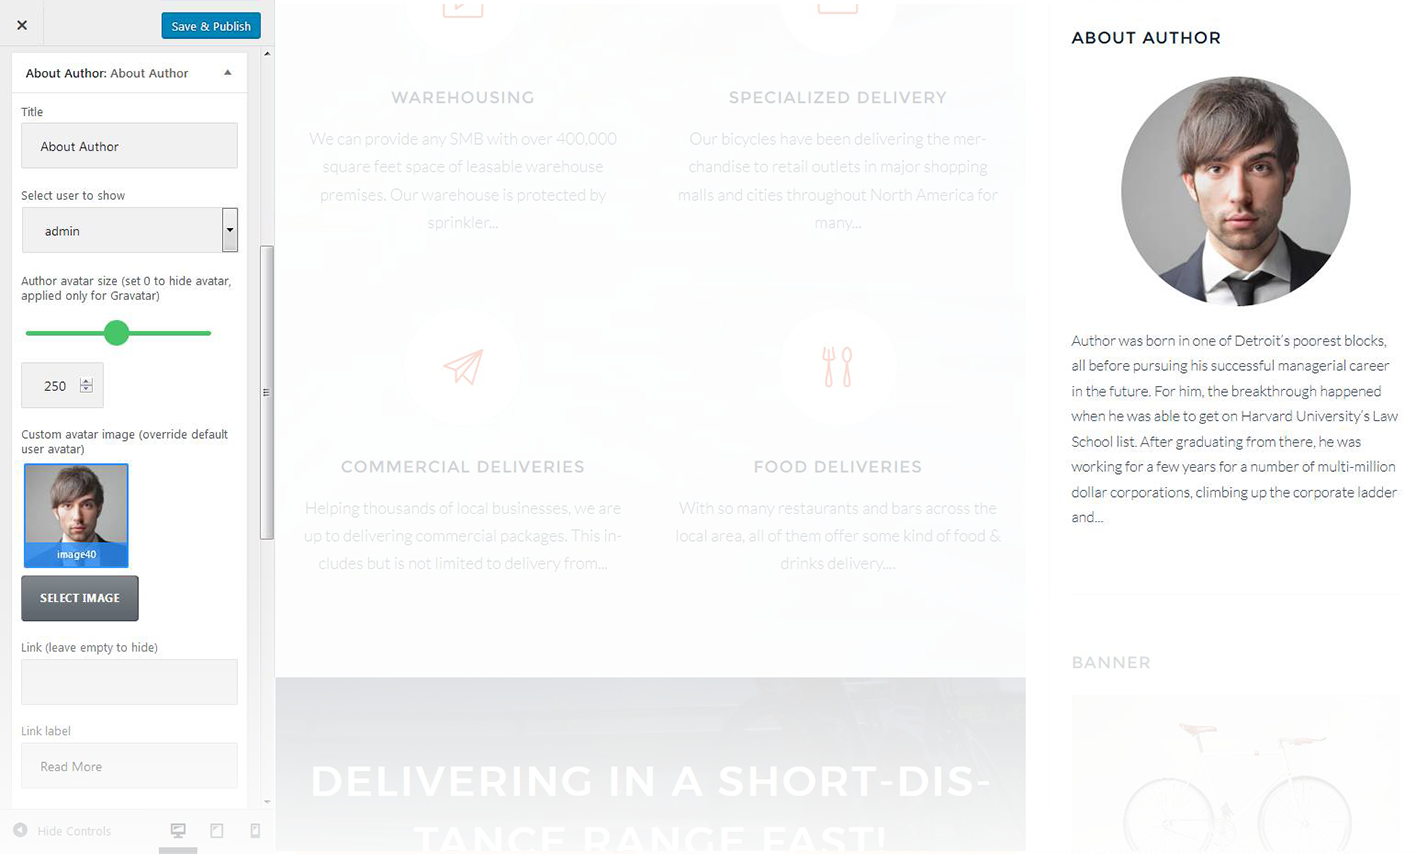 Save & Publish
About Author: About Author
Title
About Author
Select user to show
admin
Author avatar size (set 0 to hide avatar,
applied only for Gravatar)
250
Custom avatar image (override default
user avatar)
image40
SELECT IMAGE
Link (leave empty to hide)
Link label
Read More
Hide Controls
WAREHOUSING
We can provide any SMB with over 400,000
square feet space of leasable warehouse
premises. Our warehouse is protected by
sprinkler...
SPECIALIZED DELIVERY
Our bicycles have been delivering the mer-
chandise to retail outlets in major shopping
malls and cities throughout North America for
many...
COMMERCIAL DELIVERIES
Helping thousands of local businesses, we are
up to delivering commercial packages. This in-
cludes but is not limited to delivery from...
FOOD DELIVERIES
With so many restaurants and bars across the
local area, all of them offer some kind of food &
drinks delivery....
DELIVERING IN A SHORT-DIS-
TANCE RANGE FAST!
ABOUT AUTHOR
Author was born in one of Detroit's poorest blocks,
all before pursuing his successful managerial career
in the future. For him, the breakthrough happened
when he was able to get on Harvard University's Law
School list. After graduating from there, he was
working for a few years for a number of multi-million
dollar corporations, climbing up the corporate ladder
and...
BANNER